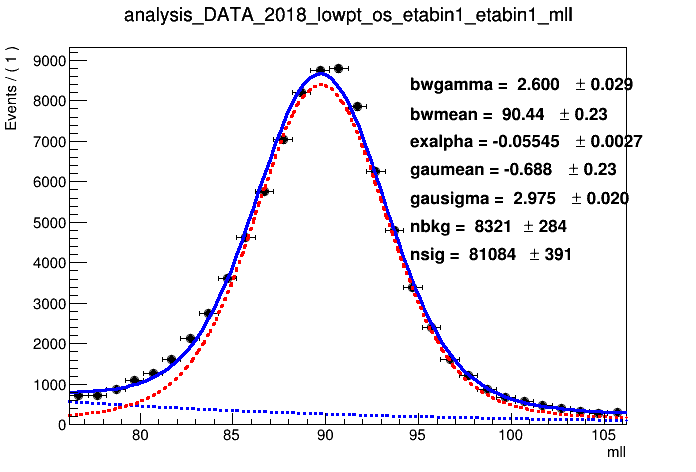 analysis_DATA_2018_lowpt_os_etabin1_etabin1_mll
Events / ( 1 )
9000
8000
7000
6000
5000
4000
3000
2000
1000
0
bwgamma = 2.600 ± 0.029
bwmean = 90.44 ± 0.23
exalpha = -0.05545 ± 0.0027
gaumean = -0.688 ± 0.23
gausigma = 2.975 ± 0.020
nbkg = 8321 ± 284
nsig = 81084 ± 391
80 85 90 95 100 105
mll